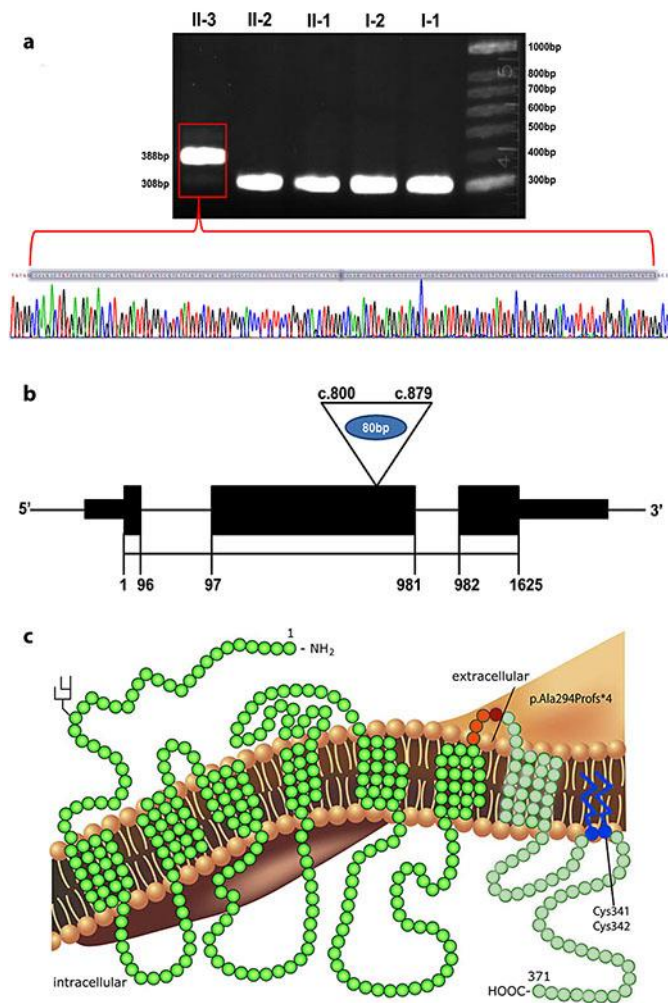 a
II-3 II-2 II-1 I-2 I-1
1000bp
800bp
700bp
600bp
500bp
400bp
300bp
388bp
308bp
b
c.800 c.879
80bp
5' 3'
1 96 97 981 982 1625
c
1
- NH2
extracellular
p.Ala294Profs*4
Cys341
Cys342
intracellular
371
HOOC-